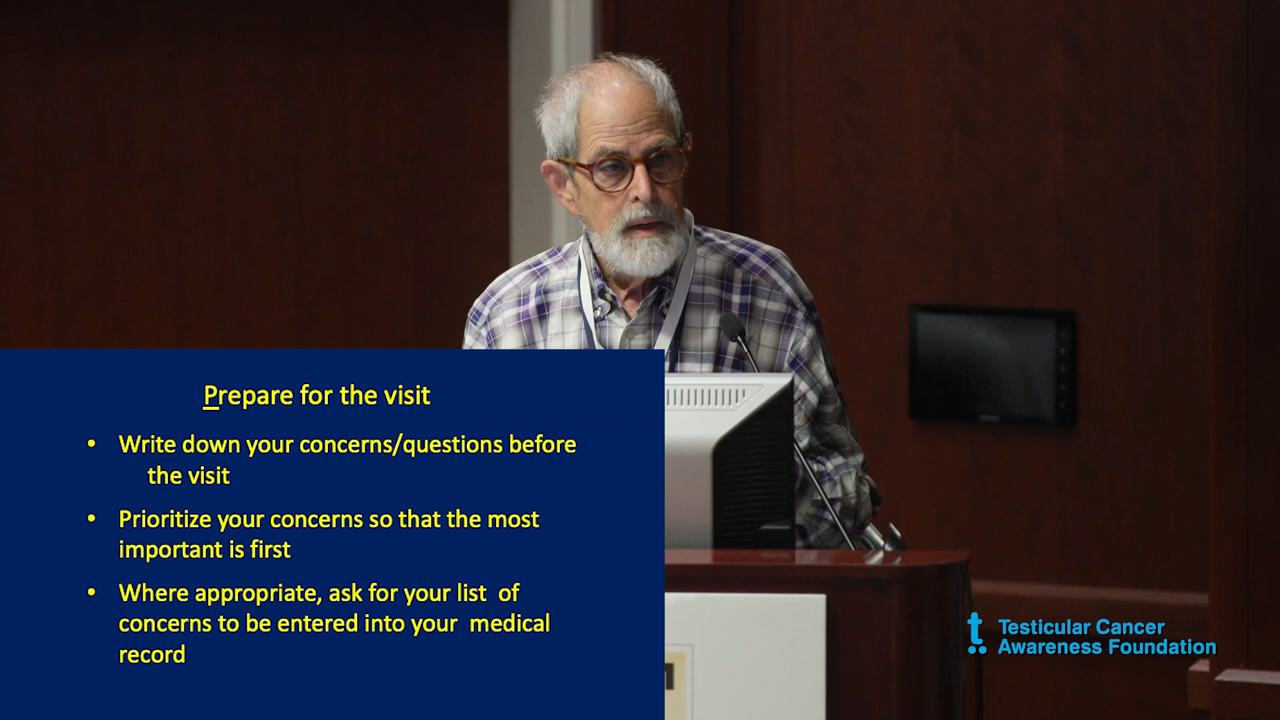 Prepare for the visit
• Write down your concerns/questions before
the visit
• Prioritize your concerns so that the most
important is first
• Where appropriate, ask for your list of
concerns to be entered into your medical
record
t
Testicular Cancer
Awareness Foundation